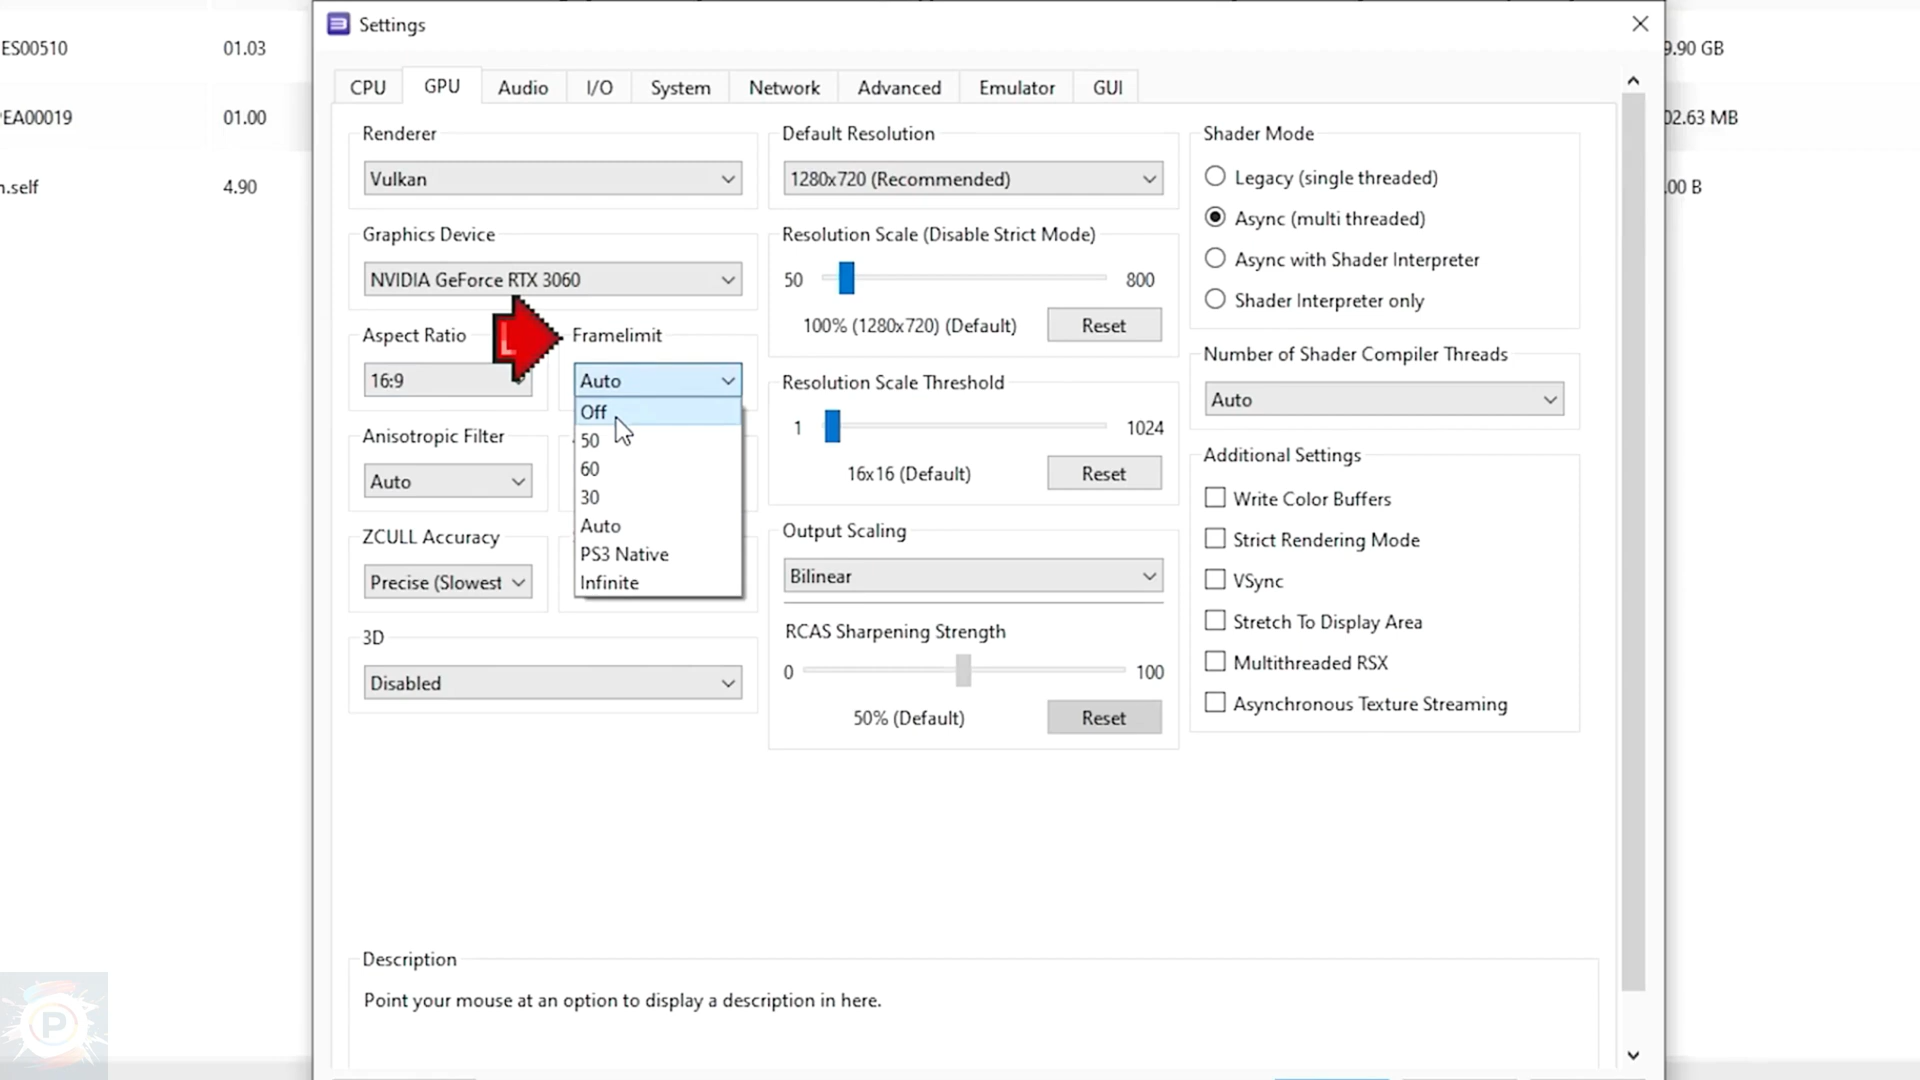 Settings
ES00510 01.03 9.90 GB
EA00019 01.00 02.63 MB
n.self 4.90 .00 B
CPU GPU Audio I/O System Network Advanced Emulator GUI
Renderer
Vulkan
Graphics Device
NVIDIA GeForce RTX 3060
Aspect Ratio
16:9
Framelimit
Auto
Off
50
60
30
Auto
PS3 Native
Infinite
Anisotropic Filter
Auto
ZCULL Accuracy
Precise (Slowest
3D
Disabled
Default Resolution
1280x720 (Recommended)
Resolution Scale (Disable Strict Mode)
50 800
100% (1280x720) (Default) Reset
Resolution Scale Threshold
1 1024
16x16 (Default) Reset
Output Scaling
Bilinear
RCAS Sharpening Strength
0 100
50% (Default) Reset
Shader Mode
Legacy (single threaded)
Async (multi threaded)
Async with Shader Interpreter
Shader Interpreter only
Number of Shader Compiler Threads
Auto
Additional Settings
Write Color Buffers
Strict Rendering Mode
VSync
Stretch To Display Area
Multithreaded RSX
Asynchronous Texture Streaming
Description
Point your mouse at an option to display a description in here.
P